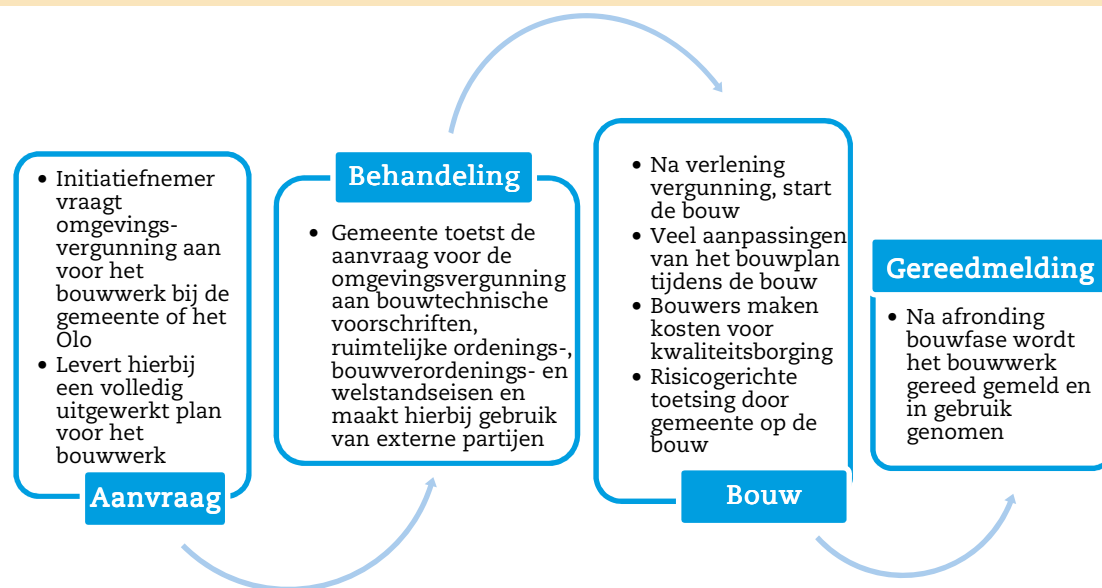 • Initiatiefnemer
vraagt
omgevings-
vergunning aan
voor het
bouwwerk bij de
gemeente of het
Olo
• Levert hierbij
een volledig
uitgewerkt plan
voor het
bouwwerk
Aanvraag
Behandeling
• Gemeente toetst de
aanvraag voor de
omgevingsvergunning
aan bouwtechnische
voorschriften,
ruimtelijke ordenings-,
bouwverordenings- en
welstandseisen en
maakt hierbij gebruik
van externe partijen
• Na verlening
vergunning, start
de bouw
• Veel aanpassingen
van het bouwplan
tijdens de bouw
• Bouwers maken
kosten voor
kwaliteitsborging
• Risicogerichte
toetsing door
gemeente op de
bouw
Bouw
Gereedmelding
• Na afronding
bouwfase wordt
het bouwwerk
gereed gemeld en
in gebruik
genomen